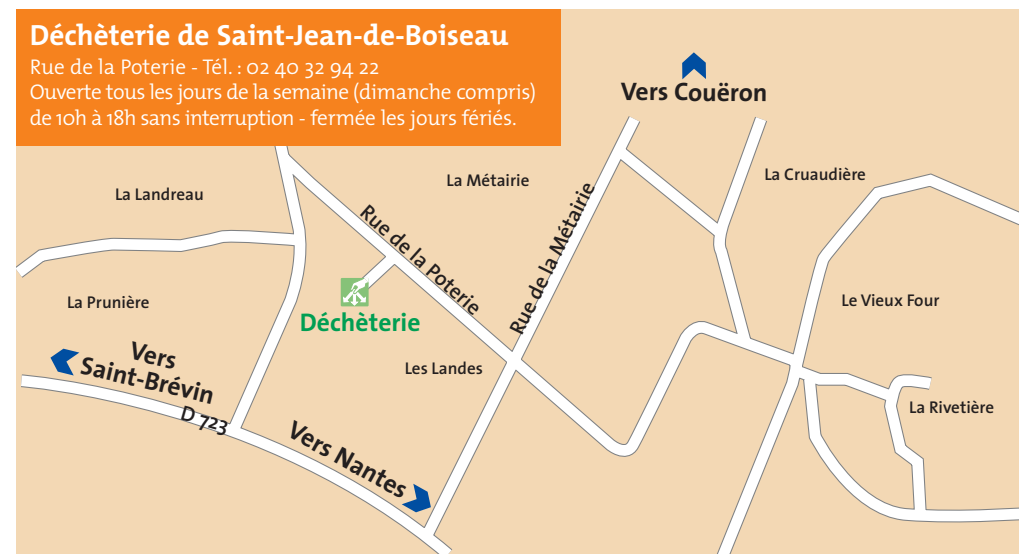 Déchèterie de Saint-Jean-de-Boiseau
Rue de la Poterie - Tél. : 02 40 32 94 22
Ouverte tous les jours de la semaine (dimanche compris)
de 10h à 18h sans interruption - fermée les jours fériés.
Vers Couëron
La Landreau
La Métairie
La Cruaudière
Rue de la Poterie
Rue de la Métairie
La Prunière
Déchèterie
Le Vieux Four
Vers
Saint-Brévin
Les Landes
D 723
La Rivetière
Vers Nantes